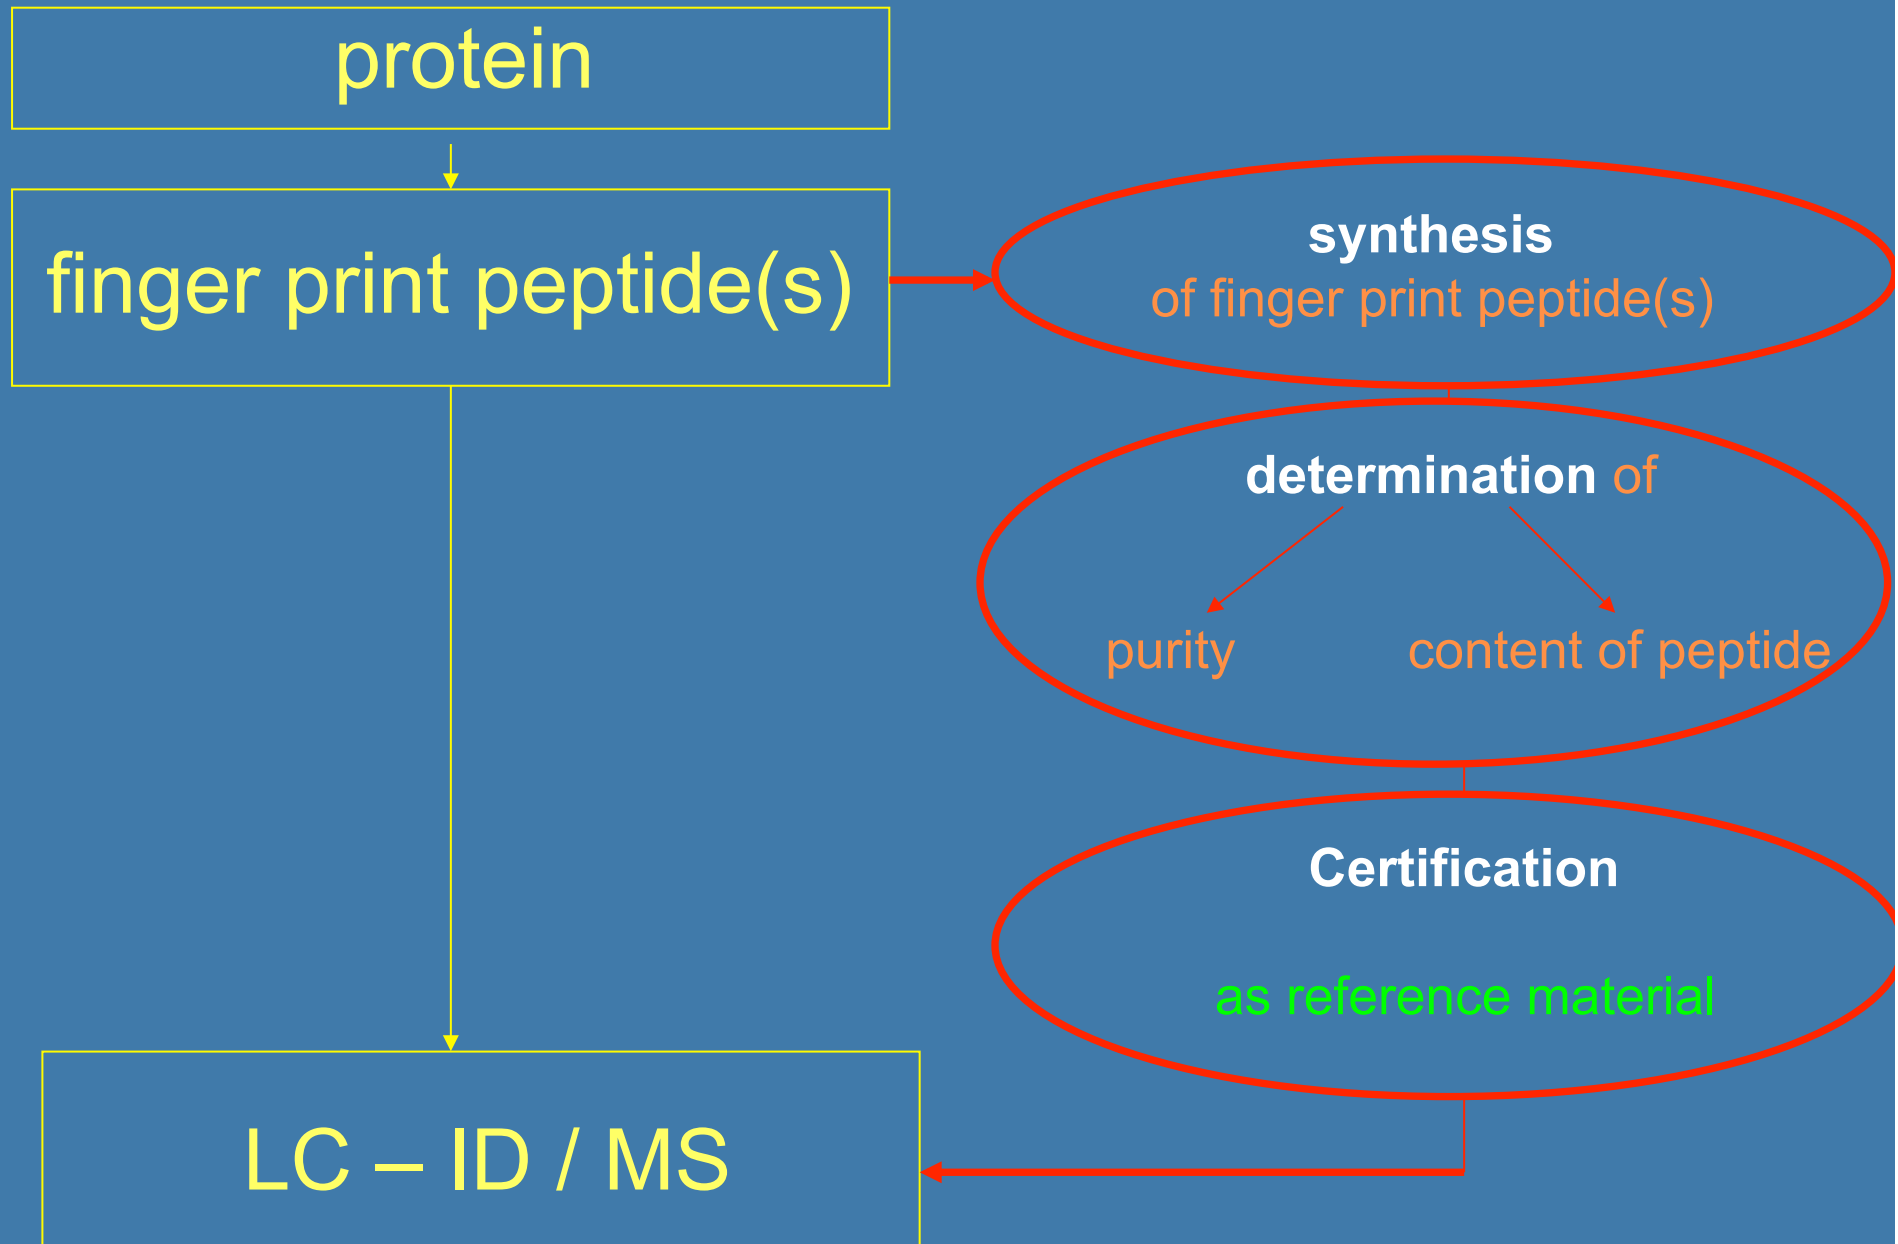 protein
finger print peptide(s)
synthesis
of finger print peptide(s)
determination of
purity
content of peptide
Certification
as reference material
LC – ID / MS